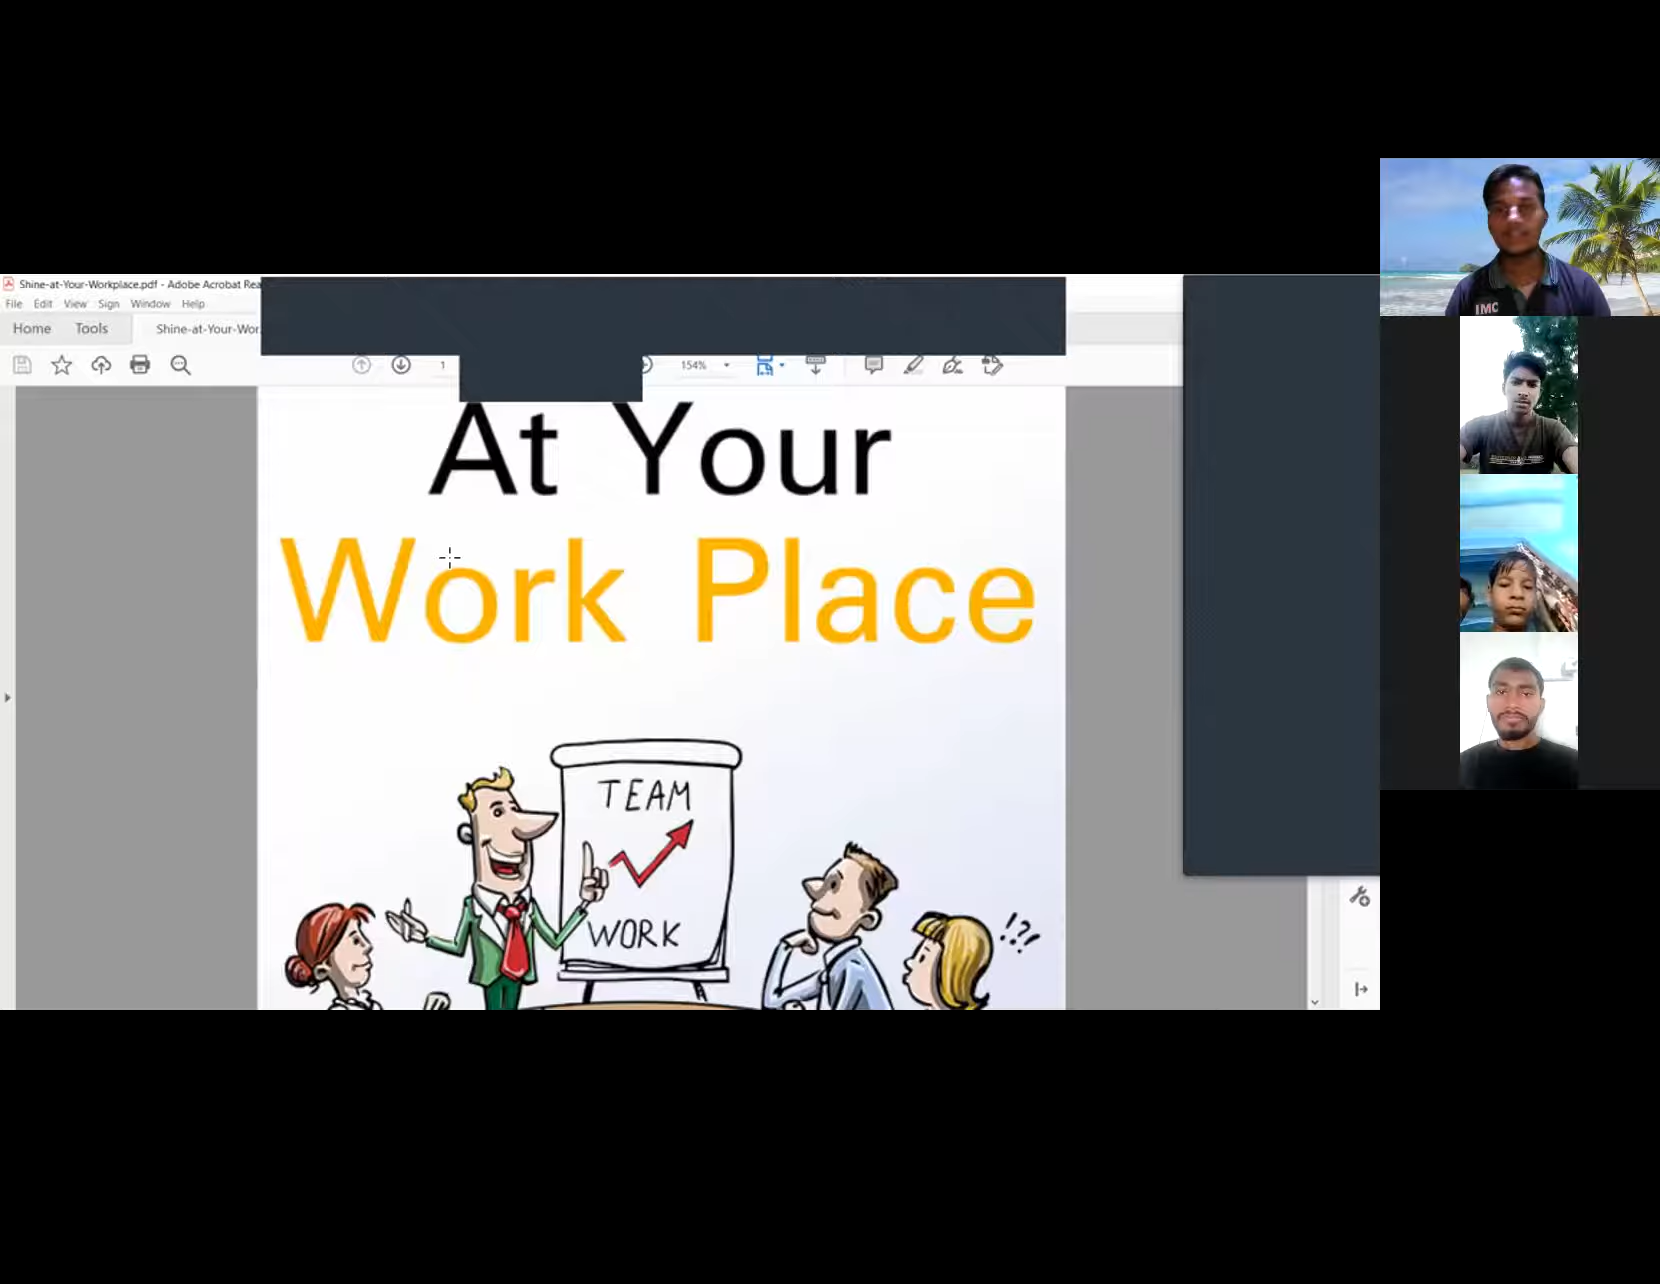 Shine-at-Your-Workplace.pdf - Adobe Acrobat Rea
File Edit View Sign Window Help
Home Tools Shine-at-Your-Wor
1 154%
At Your
Work Place
TEAM
WORK
!?!
IMC